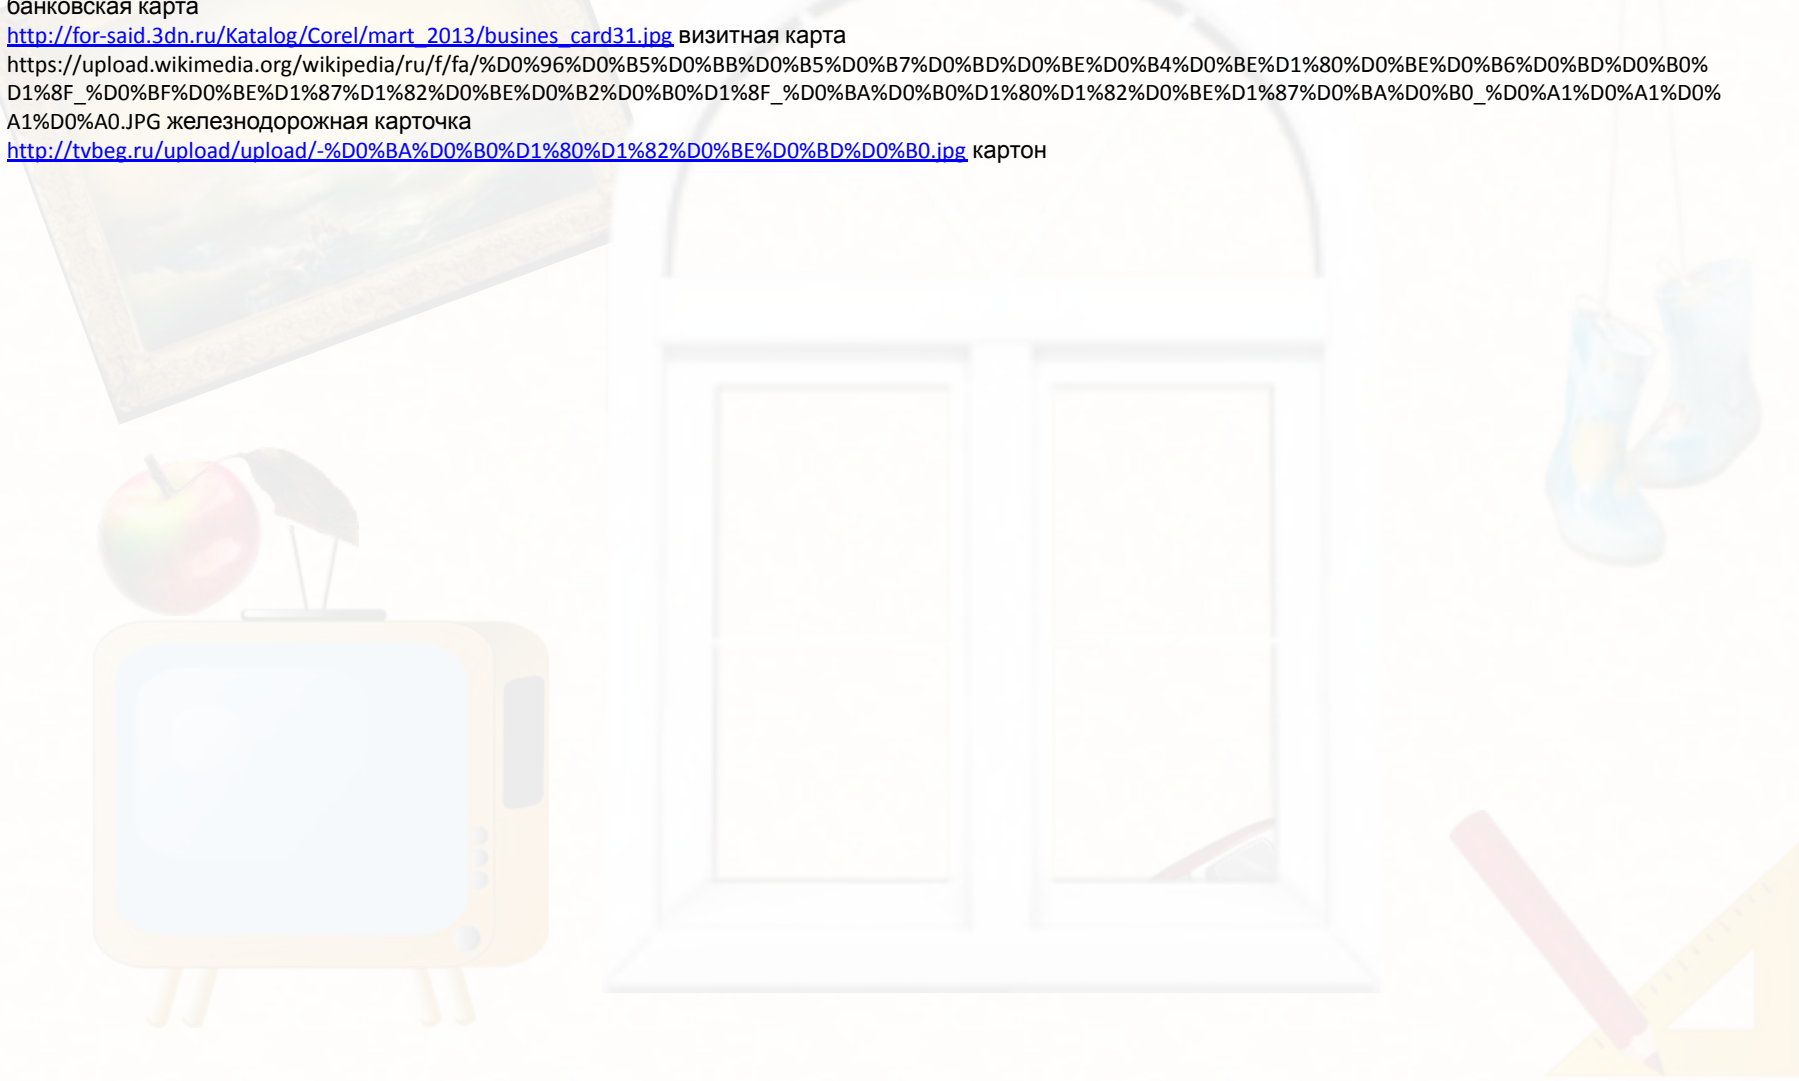 банковская карта
http://for-said.3dn.ru/Katalog/Corel/mart_2013/busines_card31.jpg визитная карта
https://upload.wikimedia.org/wikipedia/ru/f/fa/%D0%96%D0%B5%D0%BB%D0%B5%D0%B7%D0%BD%D0%BE%D0%B4%D0%BE%D1%80%D0%BE%D0%B6%D0%BD%D0%B0%
D1%8F_%D0%BF%D0%BE%D1%87%D1%82%D0%BE%D0%B2%D0%B0%D1%8F_%D0%BA%D0%B0%D1%80%D1%82%D0%BE%D1%87%D0%BA%D0%B0_%D0%A1%D0%A1%D0%
A1%D0%A0.JPG железнодорожная карточка
http://tvbeg.ru/upload/upload/-%D0%BA%D0%B0%D1%80%D1%82%D0%BE%D0%BD%D0%B0.jpg картон